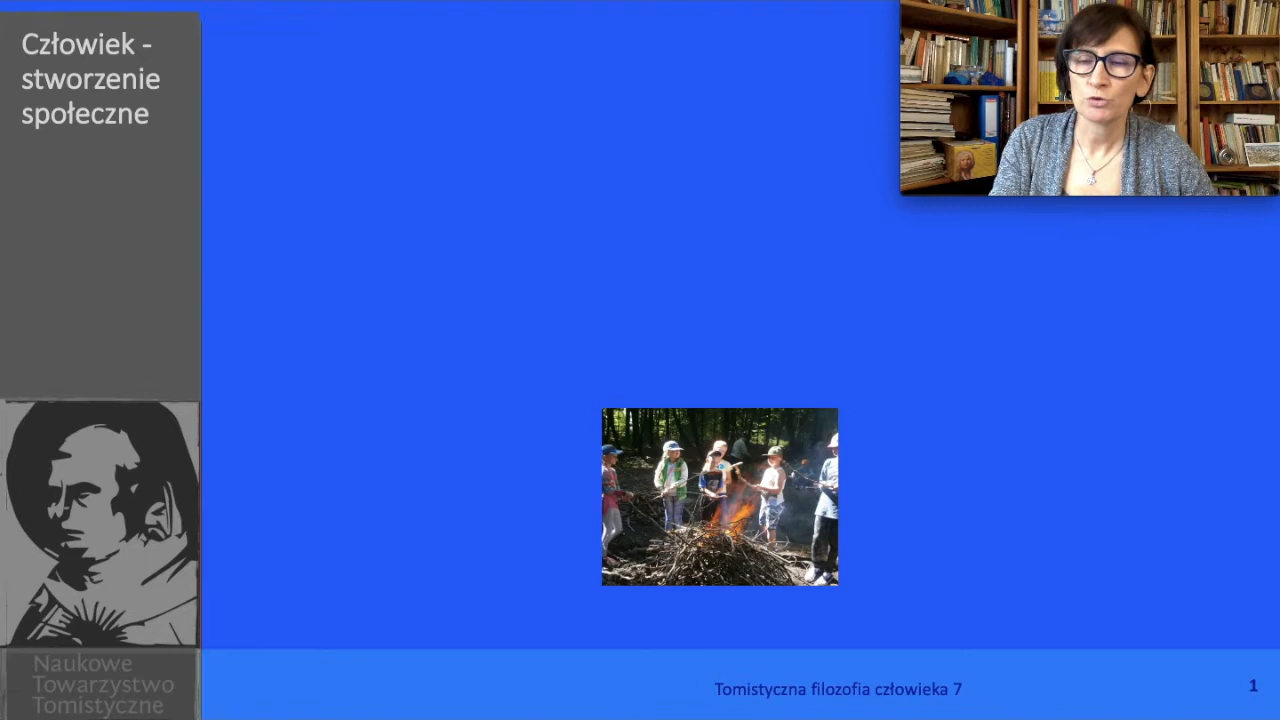 Człowiek -
stworzenie
społeczne
Naukowe
Towarzystwo
Tomistyczne
Tomistyczna filozofia człowieka 7
1